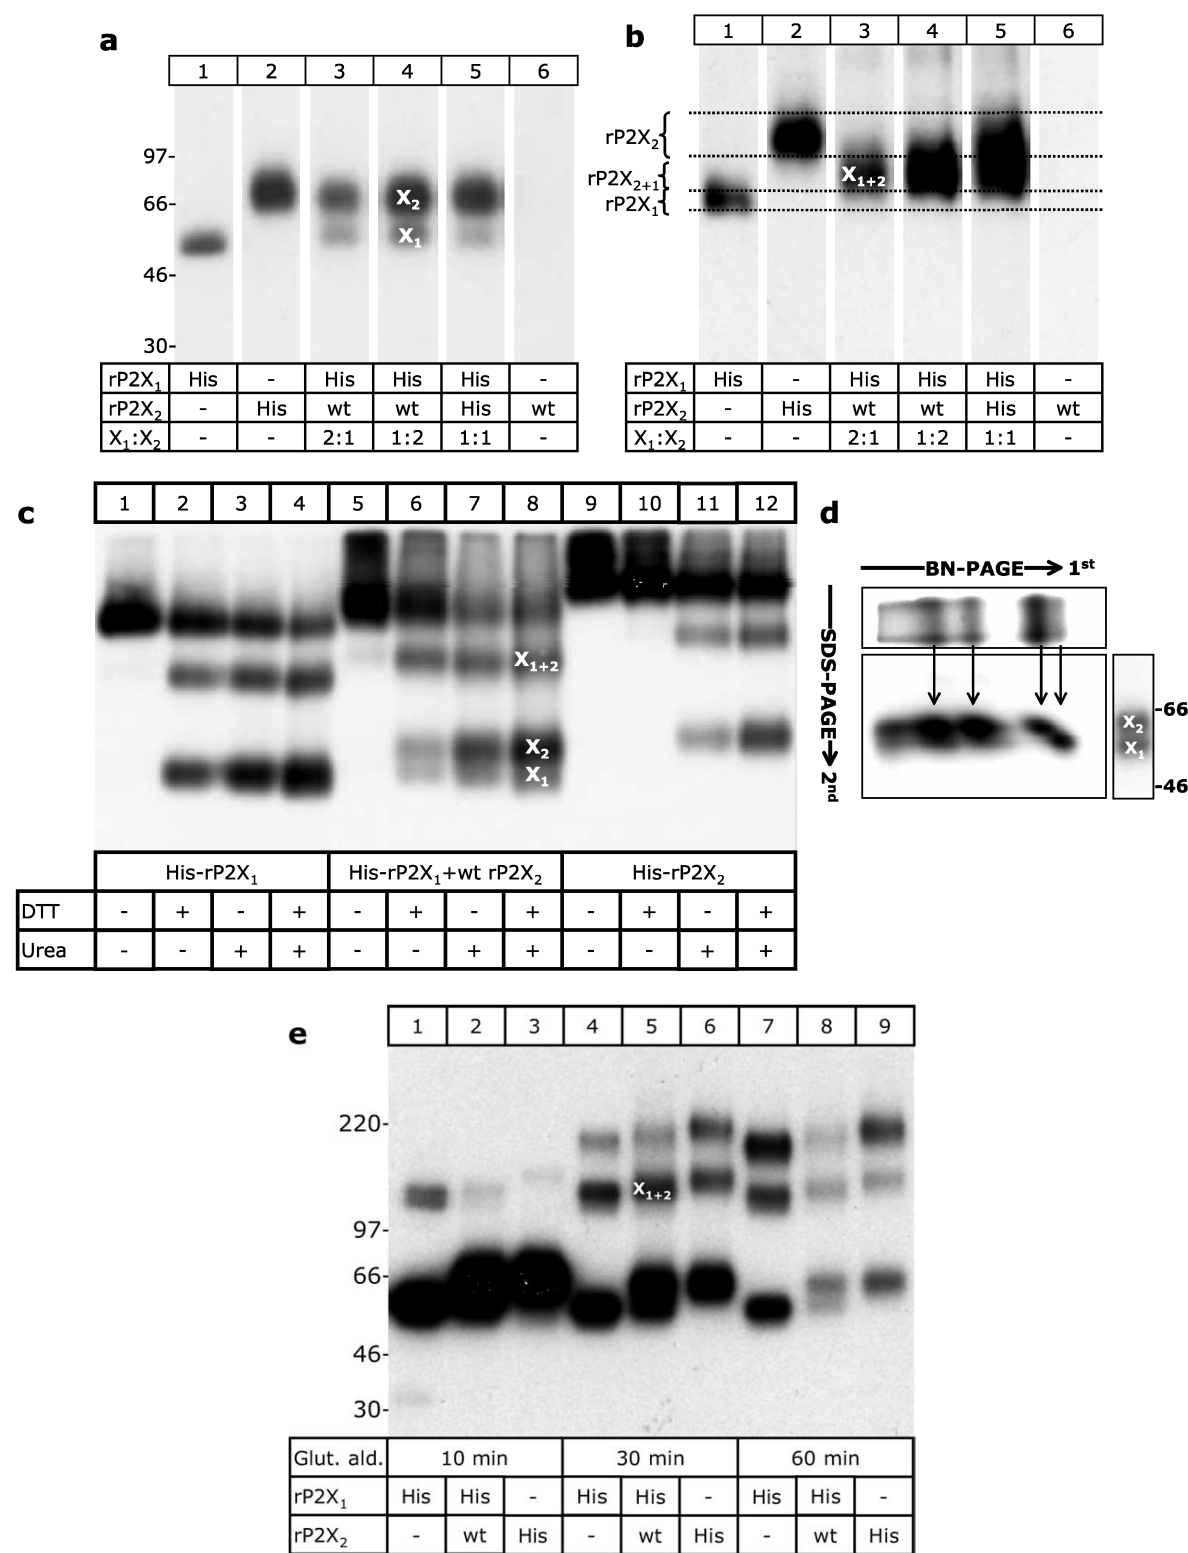 a
1 2 3 4 5 6
97-
66-
46-
30-
X₂
X₁
rP2X₁ His - His His His -
rP2X₂ - His wt wt His wt
X₁:X₂ - - 2:1 1:2 1:1 -
b
1 2 3 4 5 6
rP2X₂
rP2X₂₊₁
rP2X₁
X₁₊₂
rP2X₁ His - His His His -
rP2X₂ - His wt wt His wt
X₁:X₂ - - 2:1 1:2 1:1 -
c
1 2 3 4 5 6 7 8 9 10 11 12
X₁₊₂
X₂
X₁
His-rP2X₁ His-rP2X₁+wt rP2X₂ His-rP2X₂
DTT - + - + - + - + - + - +
Urea - - + + - - + + - - + +
d
BN-PAGE 1st
SDS-PAGE 2nd
-66
X₂
X₁
-46
e
1 2 3 4 5 6 7 8 9
220-
97-
66-
46-
30-
X₁₊₂
Glut. ald. 10 min 30 min 60 min
rP2X₁ His His - His His - His His -
rP2X₂ - wt His - wt His - wt His